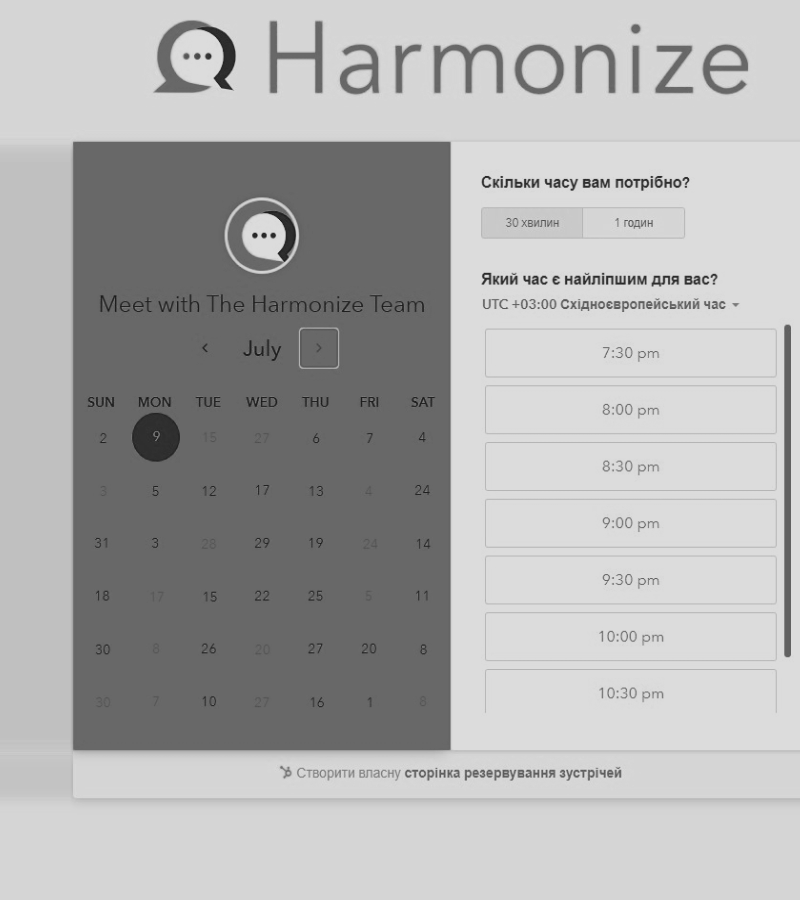 Harmonize
Meet with The Harmonize Team
July
SUN MON TUE WED THU FRI SAT
2 9 15 27 6 7 4
3 5 12 17 13 4 24
31 3 28 29 19 24 14
18 17 15 22 25 5 11
30 8 26 20 27 20 8
30 7 10 27 16 1 8
Скільки часу вам потрібно?
30 хвилин 1 годин
Який час є найліпшим для вас?
UTC +03:00 Східноєвропейський час
7:30 pm
8:00 pm
8:30 pm
9:00 pm
9:30 pm
10:00 pm
10:30 pm
Створити власну сторінка резервування зустрічей